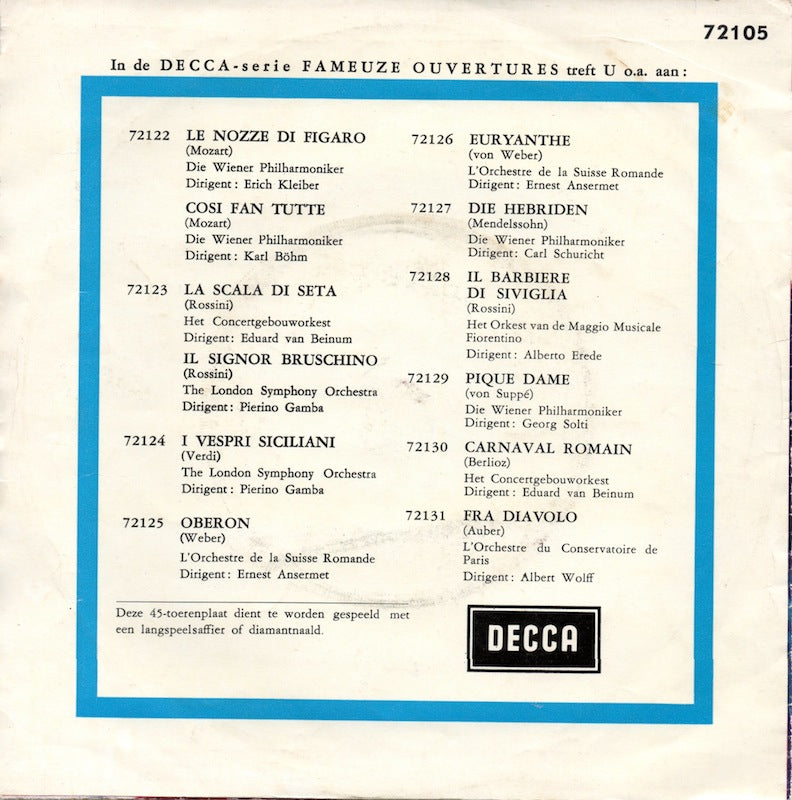 72105
In de DECCA-serie FAMEUZE OUVERTURES treft U o.a. aan:
72122 LE NOZZE DI FIGARO
(Mozart)
Die Wiener Philharmoniker
Dirigent: Erich Kleiber
COSI FAN TUTTE
(Mozart)
Die Wiener Philharmoniker
Dirigent: Karl Böhm
72123 LA SCALA DI SETA
(Rossini)
Het Concertgebouworkest
Dirigent: Eduard van Beinum
IL SIGNOR BRUSCHINO
(Rossini)
The London Symphony Orchestra
Dirigent: Pierino Gamba
72124 I VESPRI SICILIANI
(Verdi)
The London Symphony Orchestra
Dirigent: Pierino Gamba
72125 OBERON
(Weber)
L'Orchestre de la Suisse Romande
Dirigent: Ernest Ansermet
72126 EURYANTHE
(von Weber)
L'Orchestre de la Suisse Romande
Dirigent: Ernest Ansermet
72127 DIE HEBRIDEN
(Mendelssohn)
Die Wiener Philharmoniker
Dirigent: Carl Schuricht
72128 IL BARBIERE
DI SIVIGLIA
(Rossini)
Het Orkest van de Maggio Musicale
Fiorentino
Dirigent: Alberto Erede
72129 PIQUE DAME
(von Suppé)
Die Wiener Philharmoniker
Dirigent: Georg Solti
72130 CARNAVAL ROMAIN
(Berlioz)
Het Concertgebouworkest
Dirigent: Eduard van Beinum
72131 FRA DIAVOLO
(Auber)
L'Orchestre du Conservatoire de
Paris
Dirigent: Albert Wolff
Deze 45-toerenplaat dient te worden gespeeld met
een langspeelsaffier of diamantnaald.
DECCA